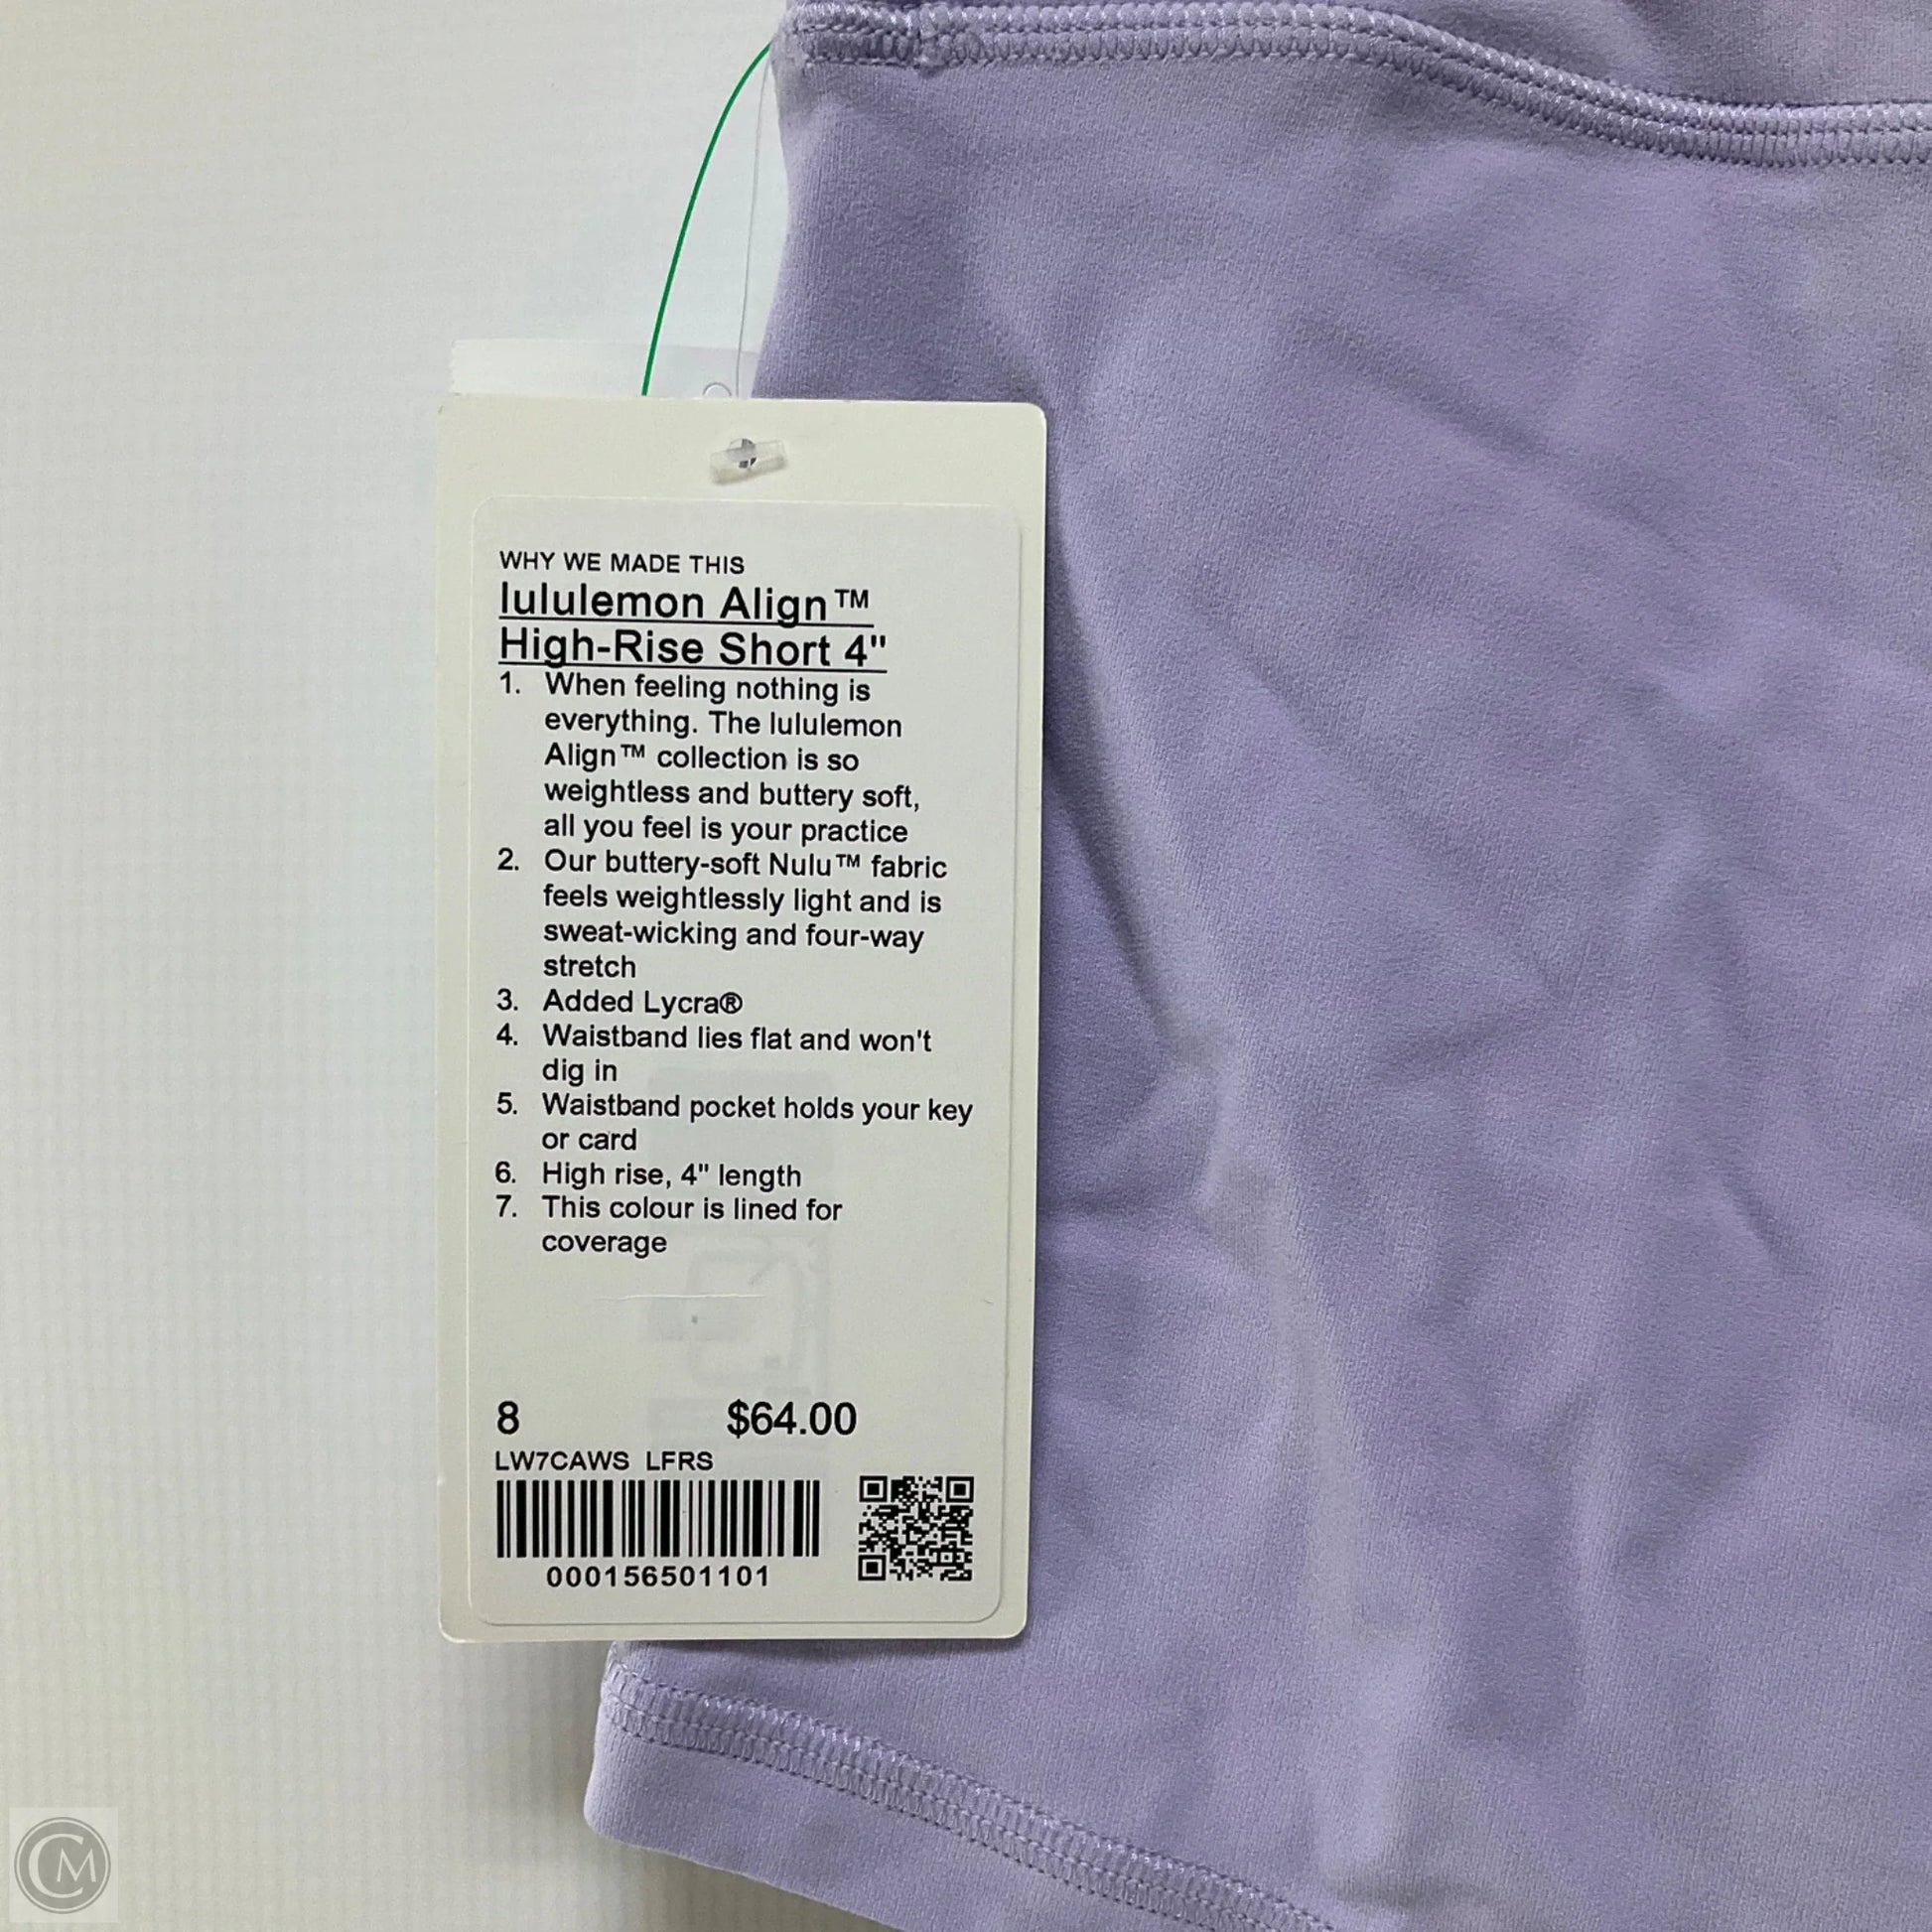 WHY WE MADE THIS
lululemon Align™
High-Rise Short 4"
1. When feeling nothing is
everything. The lululemon
Align™ collection is so
weightless and buttery soft,
all you feel is your practice
2. Our buttery-soft Nulu™ fabric
feels weightlessly light and is
sweat-wicking and four-way
stretch
3. Added Lycra®
4. Waistband lies flat and won't
dig in
5. Waistband pocket holds your key
or card
6. High rise, 4" length
7. This colour is lined for
coverage
8 $64.00
LW7CAWS LFRS
000156501101
CM